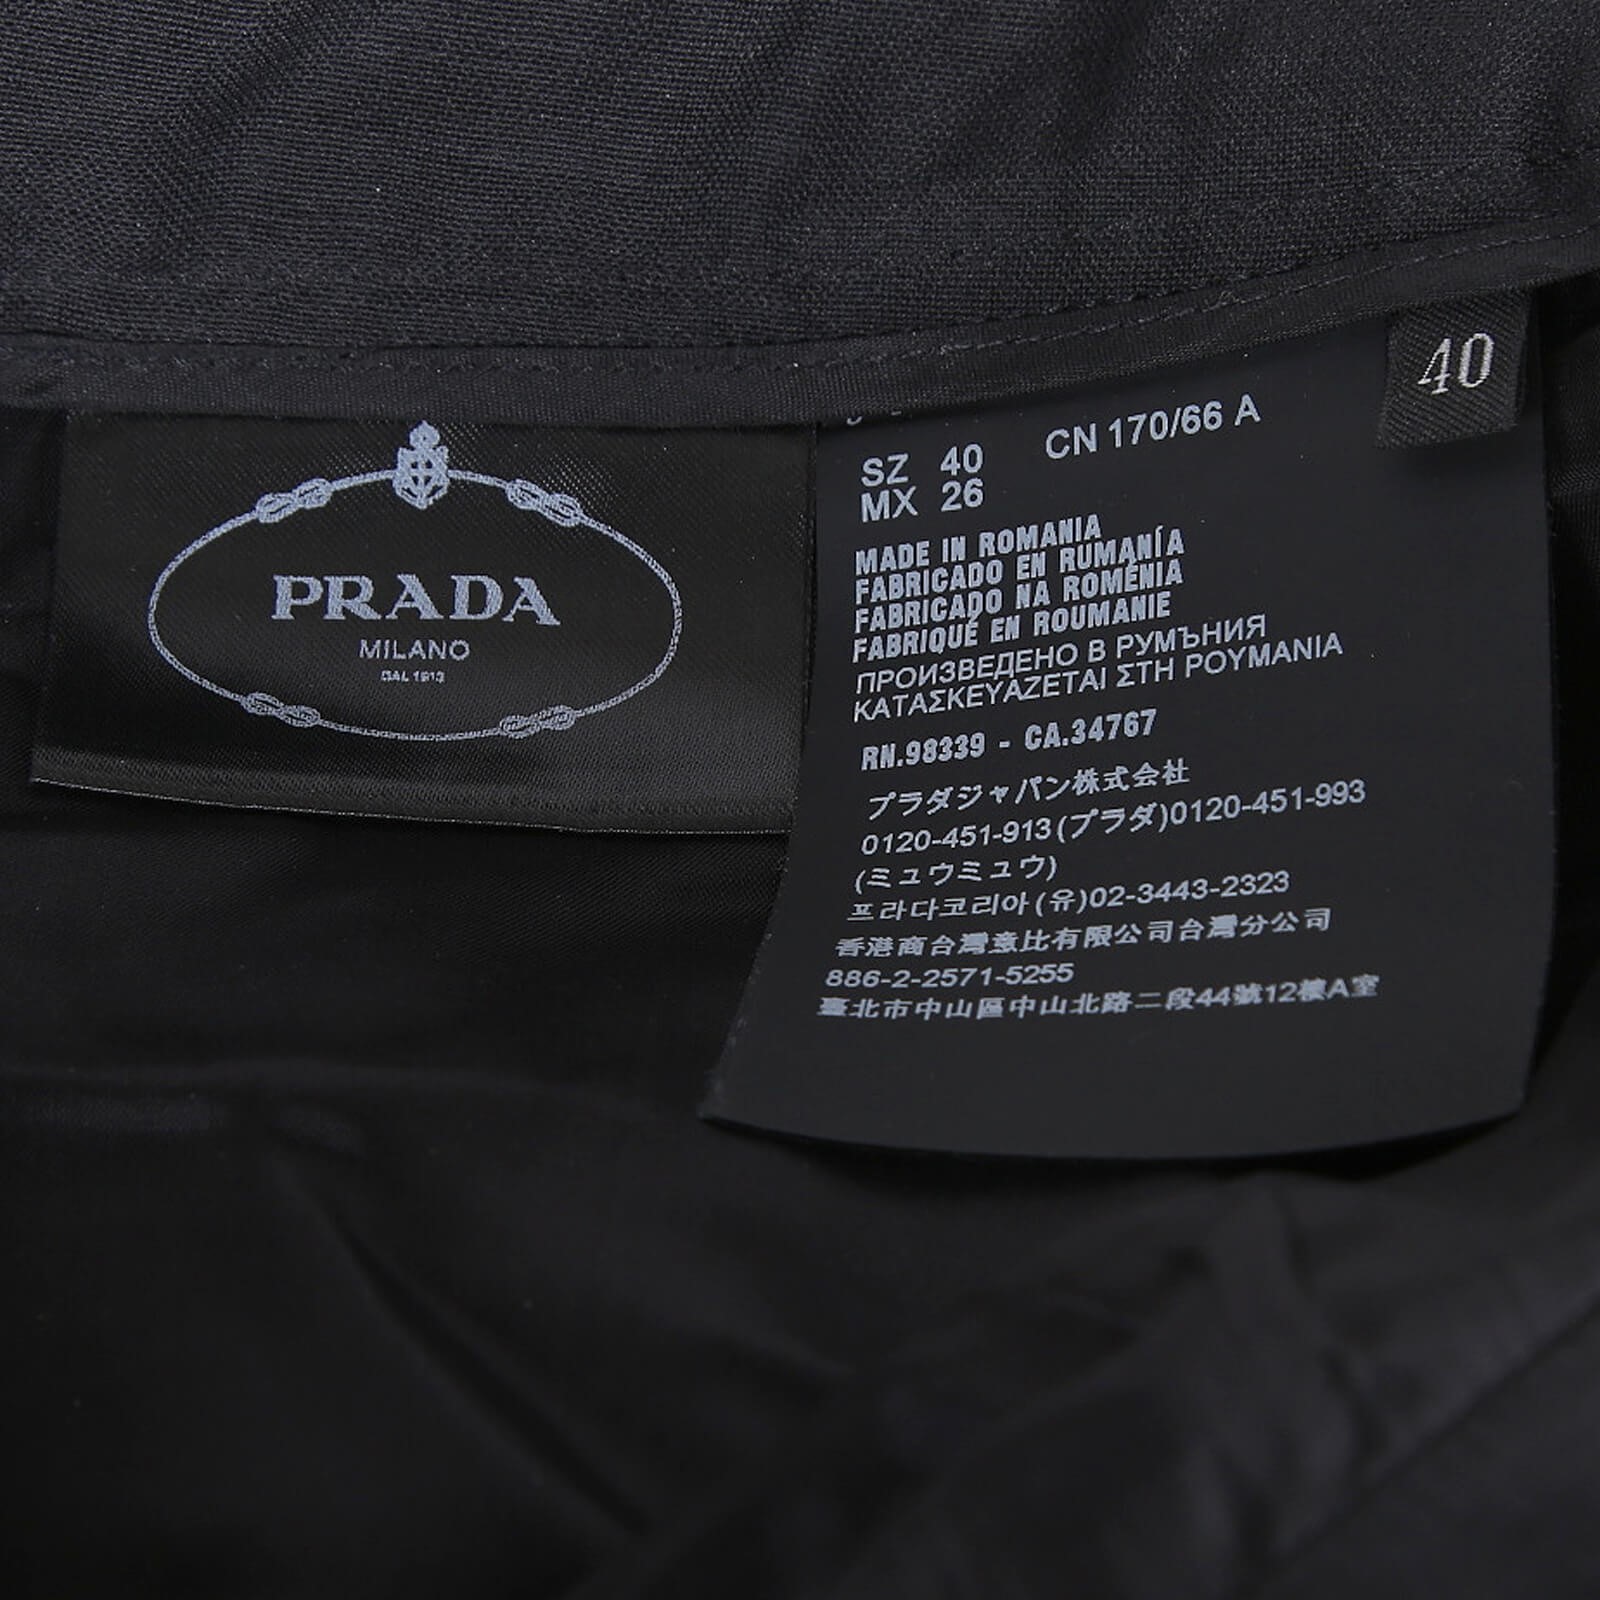 PRADA
MILANO
DAL 1913
40
SZ 40 CN 170/66 A
MX 26
MADE IN ROMANIA
FABRICADO EN RUMANÍA
FABRICADO NA ROMÊNIA
FABRIQUÉ EN ROUMANIE
ПРОИЗВЕДЕНО В РУМЪНИЯ
ΚΑΤΑΣΚΕΥΑΖΕΤΑΙ ΣΤΗ ΡΟΥΜΑΝΙΑ
RN.98339 - CA.34767
プラダジャパン株式会社
0120-451-913(プラダ)0120-451-993
(ミュウミュウ)
프라다코리아(유)02-3443-2323
香港商台灣意比有限公司台灣分公司
886-2-2571-5255
臺北市中山區中山北路二段44號12樓A室